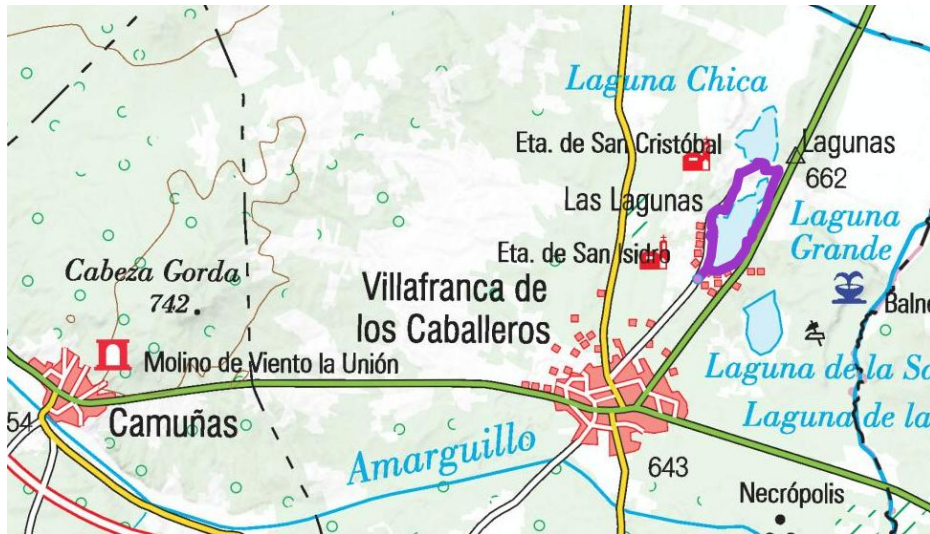 Laguna Chica
Eta. de San Cristóbal
Lagunas
662
Las Lagunas
Laguna
Grande
Eta. de San Isidro
Cabeza Gorda
742
Villafranca de
los Caballeros
Balne
Molino de Viento la Unión
Laguna de la Sa
Camuñas
54
Laguna de la
Amarguillo
643
Necrópolis